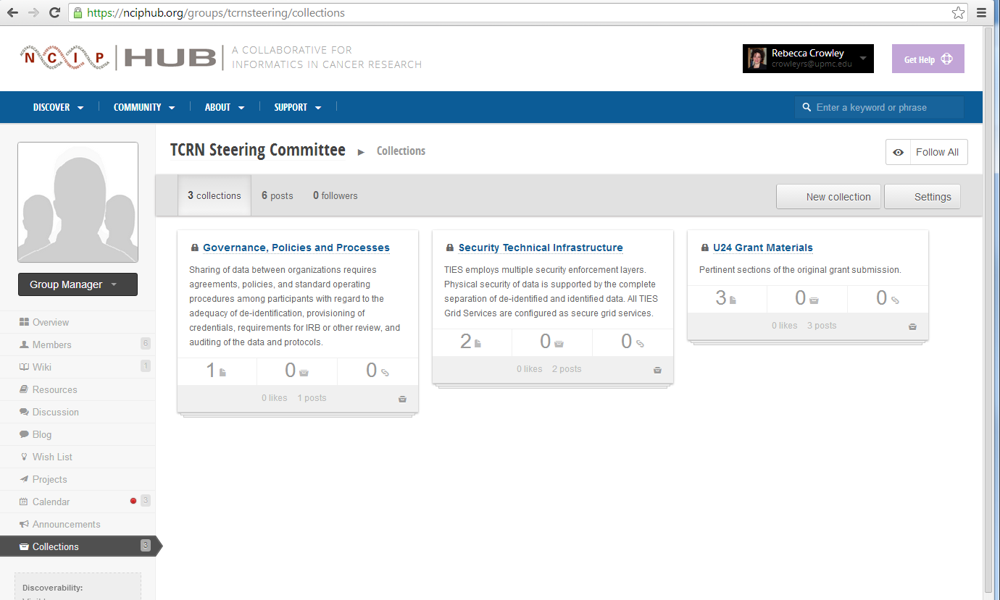 https://nciphub.org/groups/tcrnsteering/collections
NCIP HUB
A COLLABORATIVE FOR
INFORMATICS IN CANCER RESEARCH
Rebecca Crowley
crowleyrs@upmc.edu
Get Help
DISCOVER COMMUNITY ABOUT SUPPORT
Enter a keyword or phrase
TCRN Steering Committee ▶ Collections
Follow All
3 collections 6 posts 0 followers
New collection Settings
Group Manager
Overview
Members 6
Wiki 1
Resources
Discussion
Blog
Wish List
Projects
Calendar 3
Announcements
Collections 3
Discoverability:
Governance, Policies and Processes
Sharing of data between organizations requires
agreements, policies, and standard operating
procedures among participants with regard to the
adequacy of de-identification, provisioning of
credentials, requirements for IRB or other review, and
auditing of the data and protocols.
1 0 0
0 likes 1 posts
Security Technical Infrastructure
TIES employs multiple security enforcement layers.
Physical security of data is supported by the complete
separation of de-identified and identified data. All TIES
Grid Services are configured as secure grid services.
2 0 0
0 likes 2 posts
U24 Grant Materials
Pertinent sections of the original grant submission.
3 0 0
0 likes 3 posts